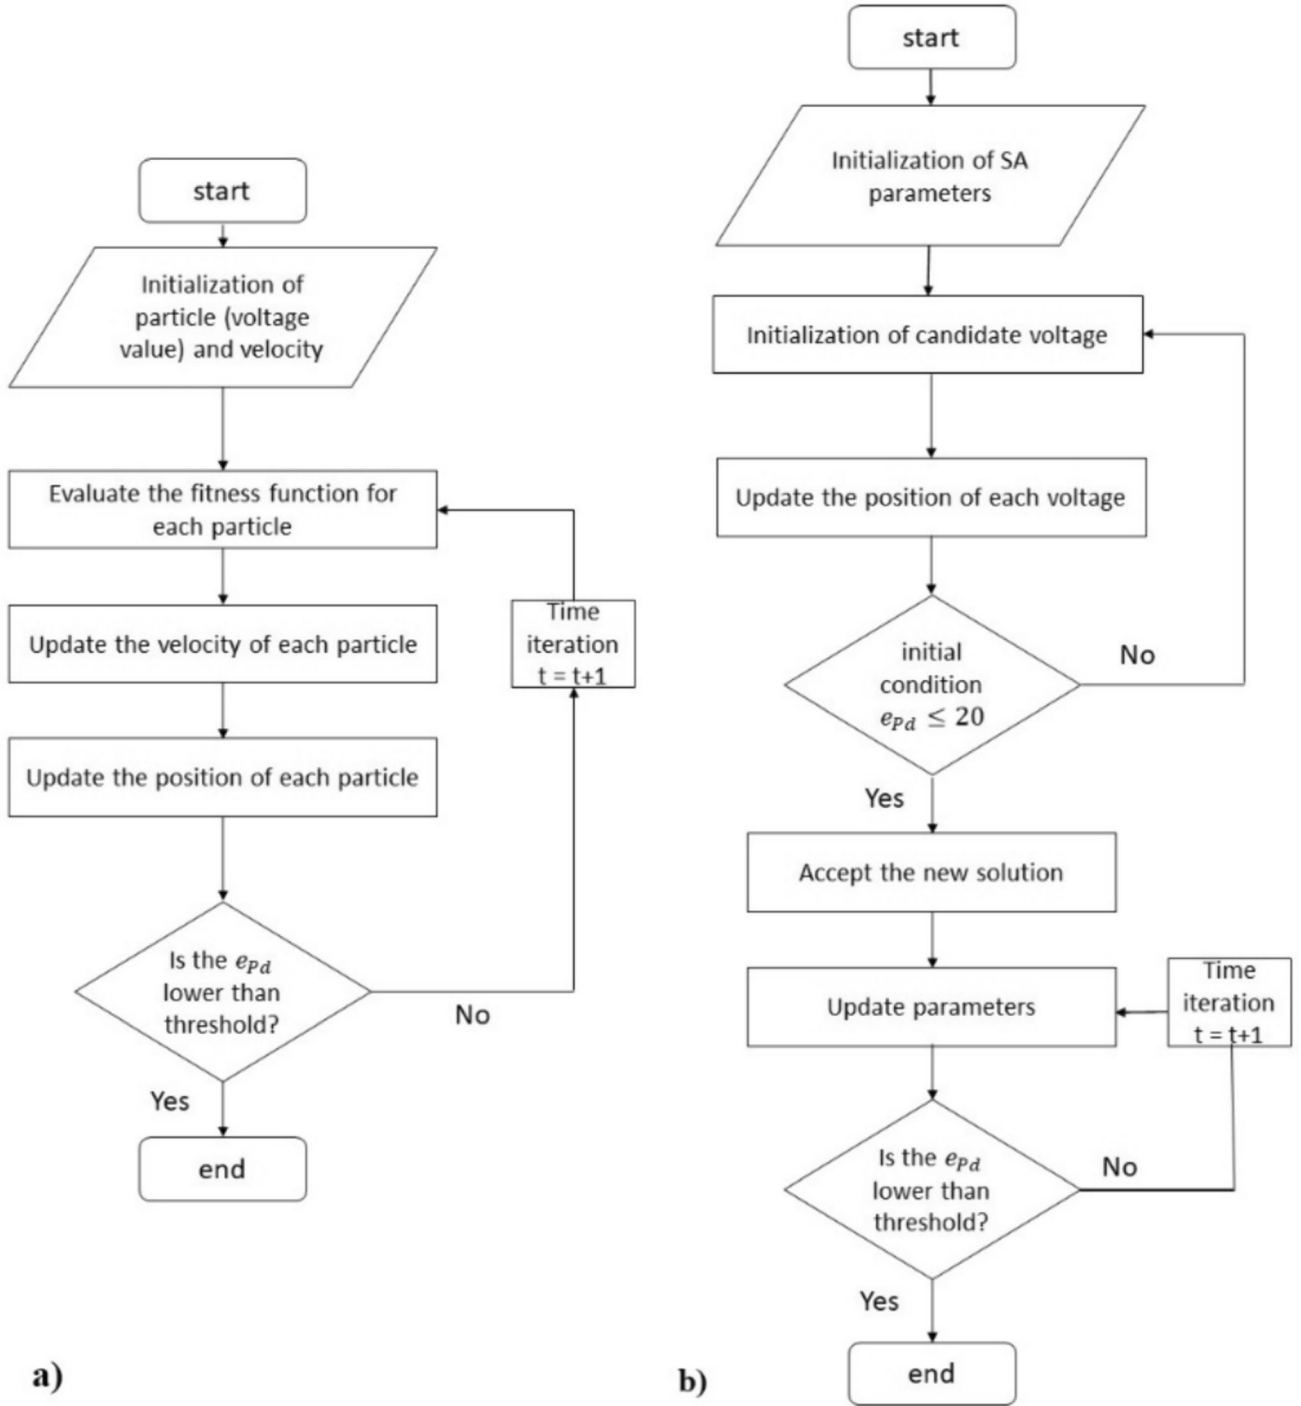 start
Initialization of
particle (voltage
value) and velocity
Evaluate the fitness function for
each particle
Update the velocity of each particle
Time
iteration
t = t+1
Update the position of each particle
Is the e_Pd
lower than
threshold?
No
Yes
end
a)
start
Initialization of SA
parameters
Initialization of candidate voltage
Update the position of each voltage
initial
condition
e_Pd ≤ 20
No
Yes
Accept the new solution
Update parameters
Time
iteration
t = t+1
Is the e_Pd
lower than
threshold?
No
Yes
end
b)